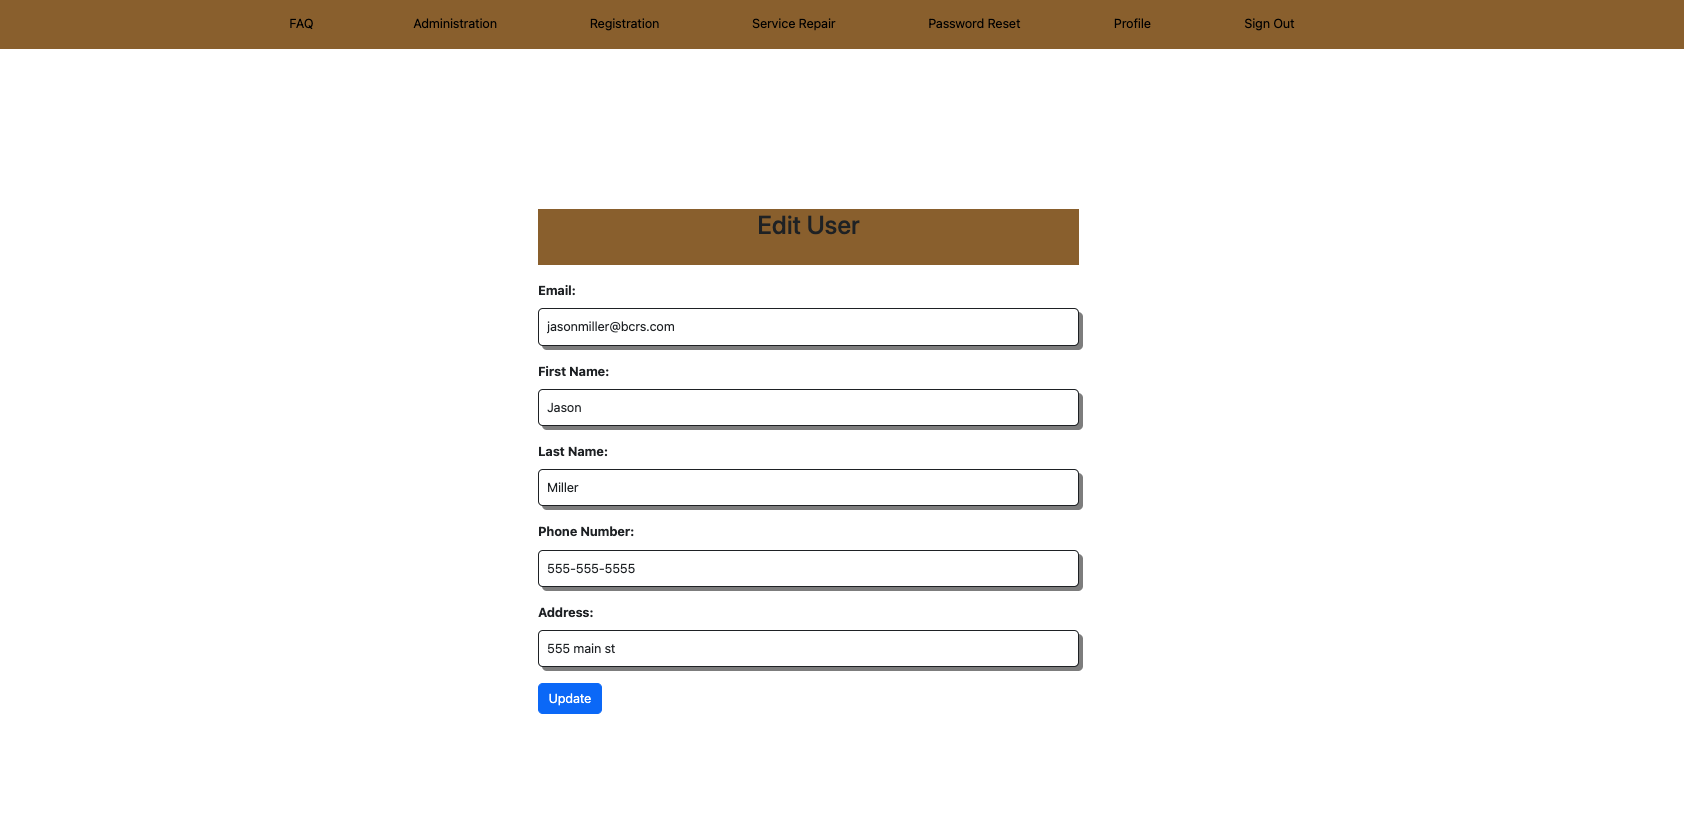 FAQ Administration Registration Service Repair Password Reset Profile Sign Out
Edit User
Email:
jasonmiller@bcrs.com
First Name:
Jason
Last Name:
Miller
Phone Number:
555-555-5555
Address:
555 main st
Update